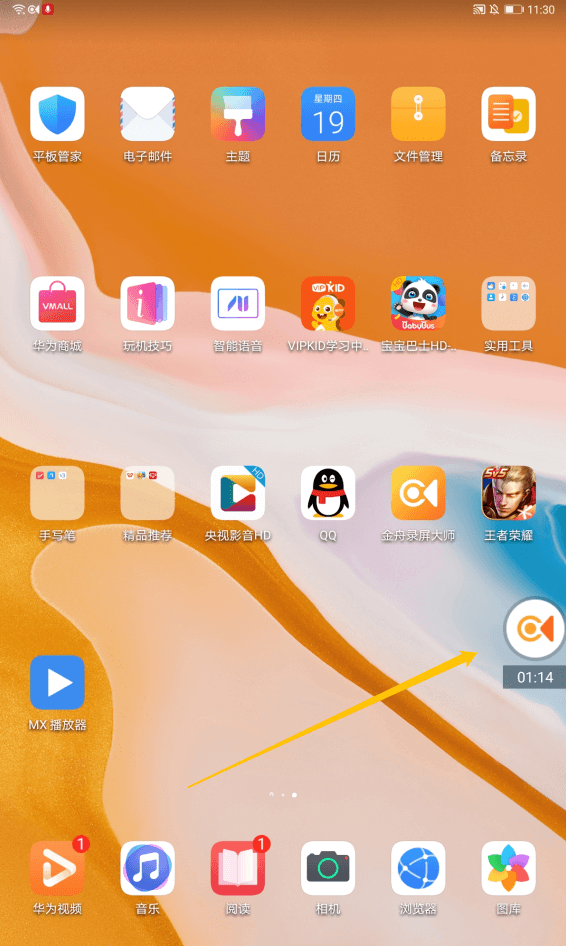 11:30
星期四
19
平板管家
电子邮件
主题
日历
文件管理
备忘录
VMALL
i
VIPKID
BabyBus
华为商城
玩机技巧
智能语音
VIPKID学习中..
宝宝巴士HD-..
实用工具
HD
5V5
手写笔
精品推荐
央视影音HD
QQ
金舟录屏大师
王者荣耀
01:14
MX 播放器
1
1
华为视频
音乐
阅读
相机
浏览器
图库